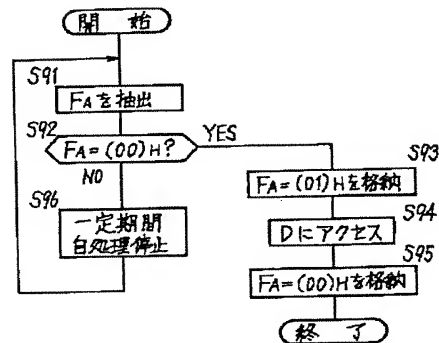 開始
S91
FAを抽出
S92
FA=(00)H?
YES
NO
S93
FA=(01)Hを格納
S94
Dにアクセス
S95
FA=(00)Hを格納
S96
一定期間
自処理停止
終了